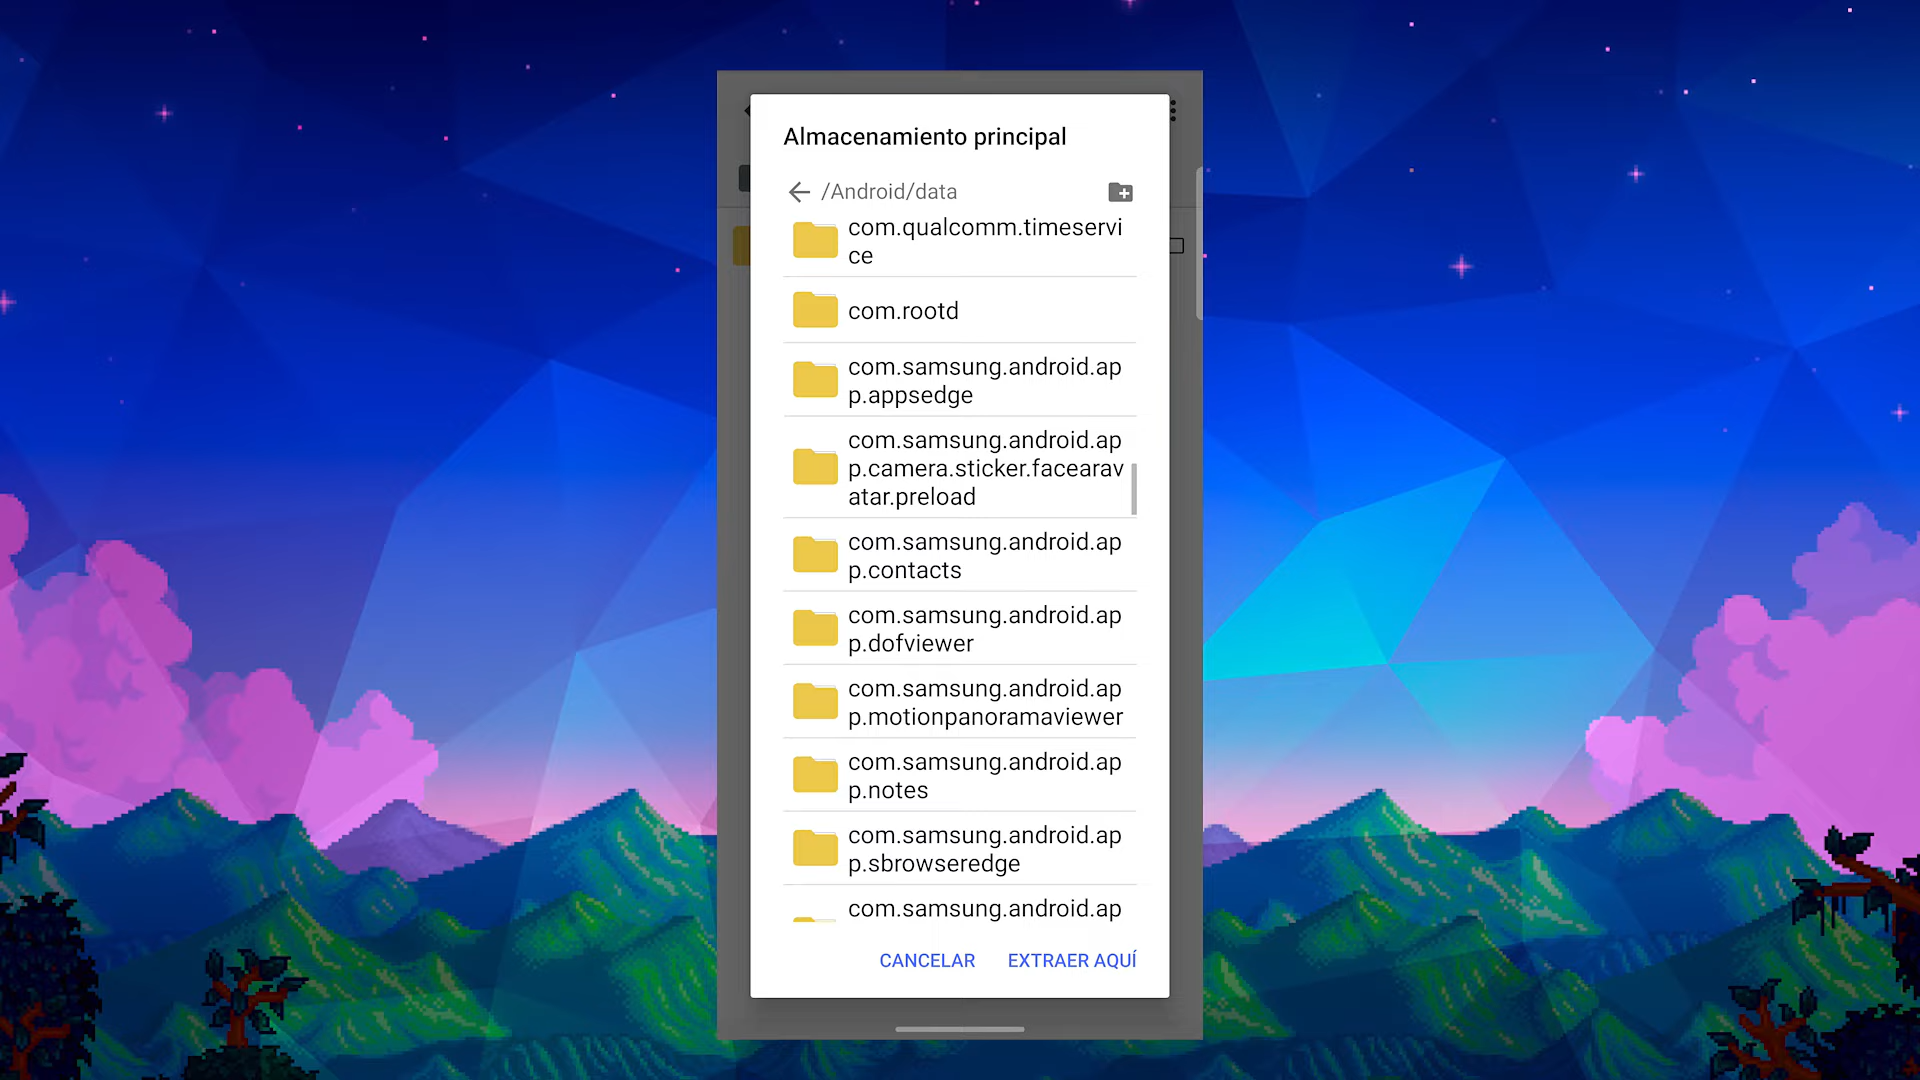 Almacenamiento principal
/Android/data
com.qualcomm.timeservi
ce
com.rootd
com.samsung.android.ap
p.appsedge
com.samsung.android.ap
p.camera.sticker.facearav
atar.preload
com.samsung.android.ap
p.contacts
com.samsung.android.ap
p.dofviewer
com.samsung.android.ap
p.motionpanoramaviewer
com.samsung.android.ap
p.notes
com.samsung.android.ap
p.sbrowseredge
com.samsung.android.ap
CANCELAR EXTRAER AQUÍ